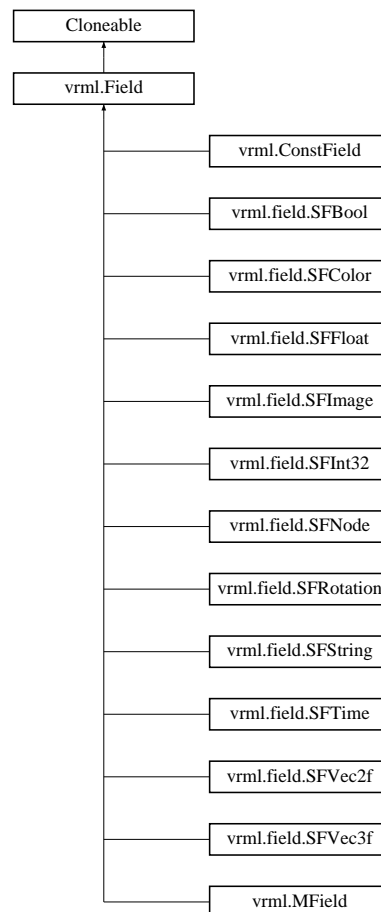 Cloneable
vrml.Field
vrml.ConstField
vrml.field.SFBool
vrml.field.SFColor
vrml.field.SFFloat
vrml.field.SFImage
vrml.field.SFInt32
vrml.field.SFNode
vrml.field.SFRotation
vrml.field.SFString
vrml.field.SFTime
vrml.field.SFVec2f
vrml.field.SFVec3f
vrml.MField